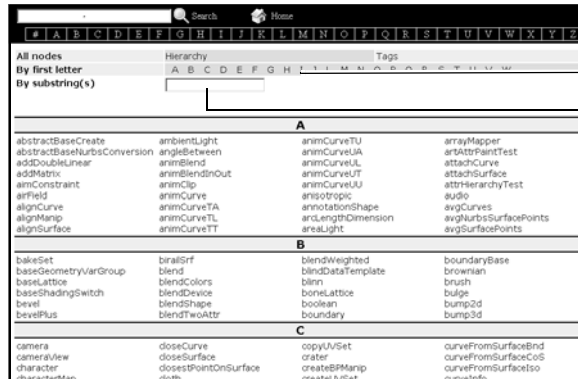 Search Home
# A B C D E F G H I J K L M N O P Q R S T U V W X Y Z
All nodes Hierarchy Tags
By first letter A B C D E F G H I J L M N O P Q R S T U V W
By substring(s)
A
abstractBaseCreate ambientLight animCurveTU arrayMapper
abstractBaseNurbsConversion angleBetween animCurveUA artAttrPaintTest
addDoubleLinear animBlend animCurveUL attachCurve
addMatrix animBlendInOut animCurveUT attachSurface
aimConstraint animClip animCurveUU attrHierarchyTest
airField animCurve anisotropic audio
alignCurve animCurveTA annotationShape avgCurves
alignManip animCurveTL arcLengthDimension avgNurbsSurfacePoints
alignSurface animCurveTT areaLight avgSurfacePoints
B
bakeSet birailSrf blendWeighted boundaryBase
baseGeometryVarGroup blend blindDataTemplate brownian
baseLattice blendColors blinn brush
baseShadingSwitch blendDevice boneLattice bulge
bevel blendShape boolean bump2d
bevelPlus blendTwoAttr boundary bump3d
C
camera closeCurve copyUVSet curveFromSurfaceBnd
cameraView closeSurface crater curveFromSurfaceCoS
character closestPointOnSurface createBPManip curveFromSurfaceIso
characterMap cloth createUVSet curveInfo